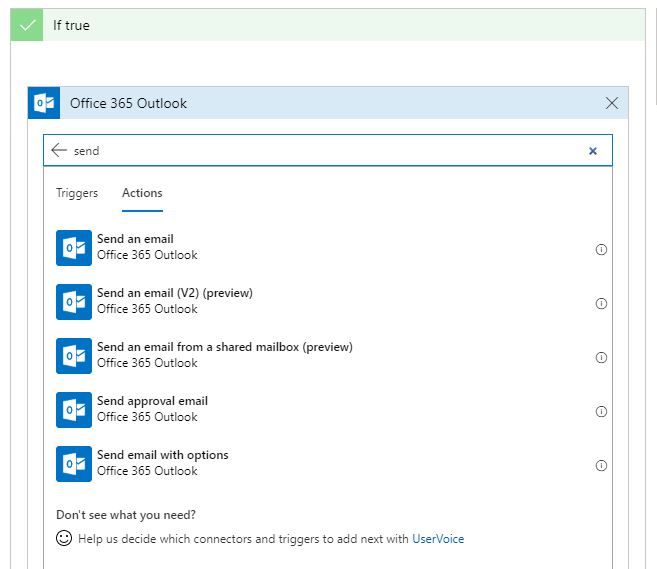 If true
Office 365 Outlook
send
Triggers Actions
Send an email
Office 365 Outlook
Send an email (V2) (preview)
Office 365 Outlook
Send an email from a shared mailbox (preview)
Office 365 Outlook
Send approval email
Office 365 Outlook
Send email with options
Office 365 Outlook
Don't see what you need?
Help us decide which connectors and triggers to add next with UserVoice